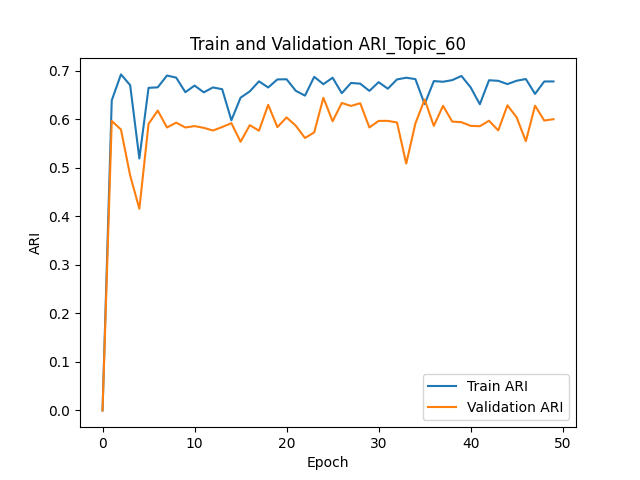 Train and Validation ARI_Topic_60
0.7
0.6
0.5
0.4
0.3
0.2
0.1
0.0
ARI
0 10 20 30 40 50
Epoch
Train ARI
Validation ARI